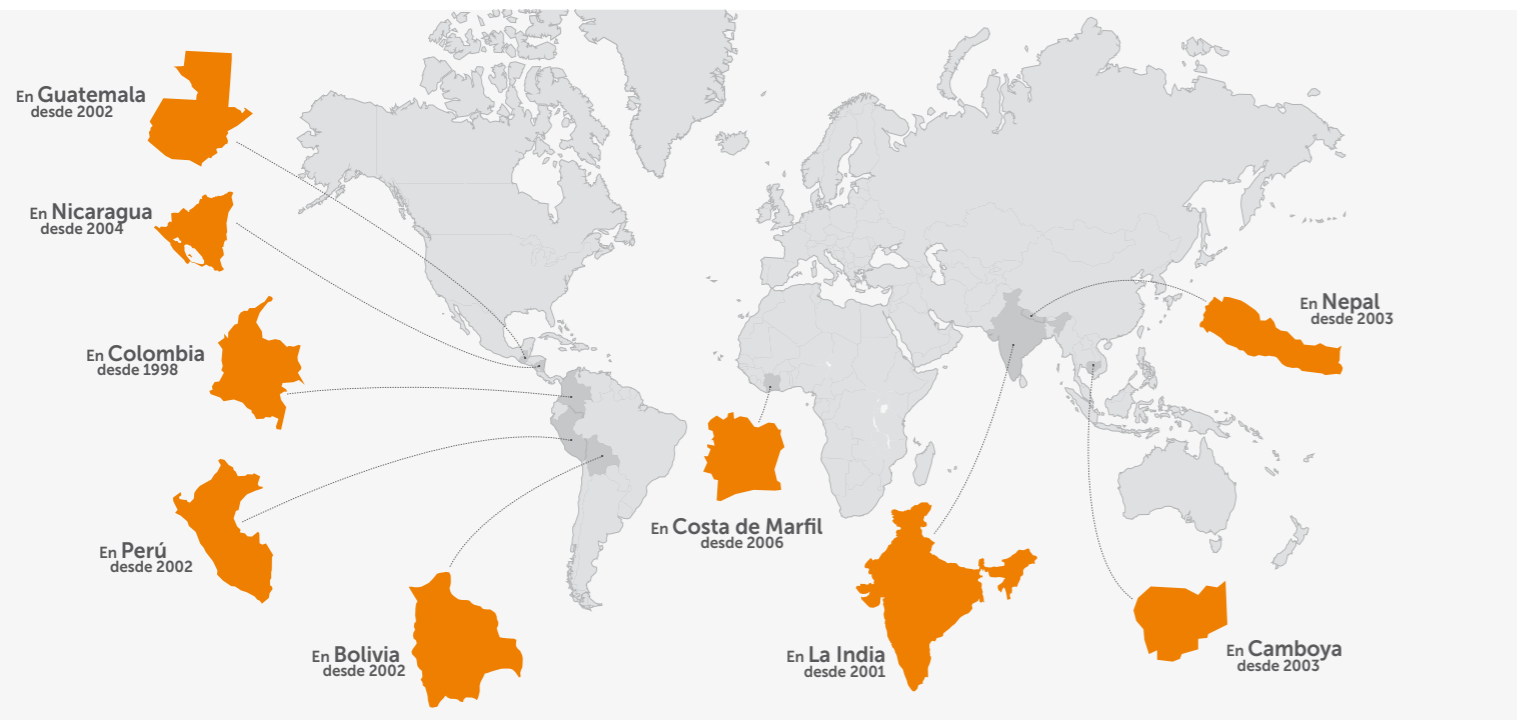 En Guatemala
desde 2002
En Nicaragua
desde 2004
En Colombia
desde 1998
En Perú
desde 2002
En Bolivia
desde 2002
En Costa de Marfil
desde 2006
En La India
desde 2001
En Nepal
desde 2003
En Camboya
desde 2003